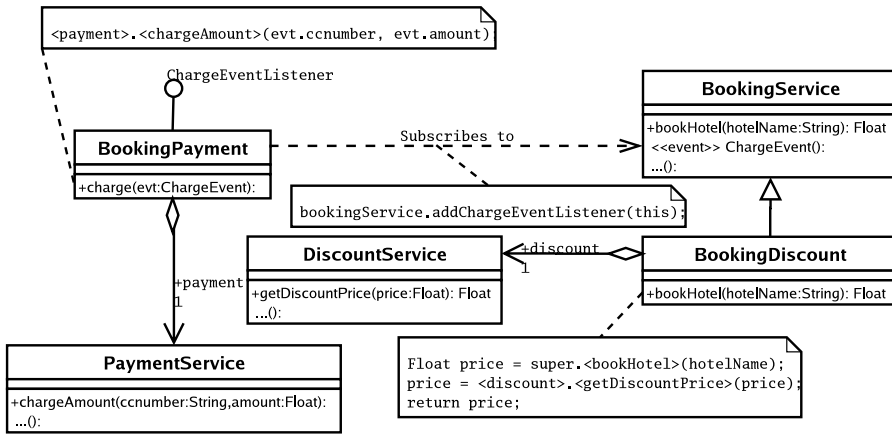 <payment>.<chargeAmount>(evt.ccnumber, evt.amount)
ChargeEventListener
BookingService
+bookHotel(hotelName:String): Float
<<event>> ChargeEvent():
...():
Subscribes to
BookingPayment
+charge(evt:ChargeEvent):
bookingService.addChargeEventListener(this);
DiscountService
+getDiscountPrice(price:Float): Float
...():
+discount
1
BookingDiscount
+bookHotel(hotelName:String): Float
+payment
1
PaymentService
+chargeAmount(ccnumber:String,amount:Float):
...():
Float price = super.<bookHotel>(hotelName);
price = <discount>.<getDiscountPrice>(price);
return price;